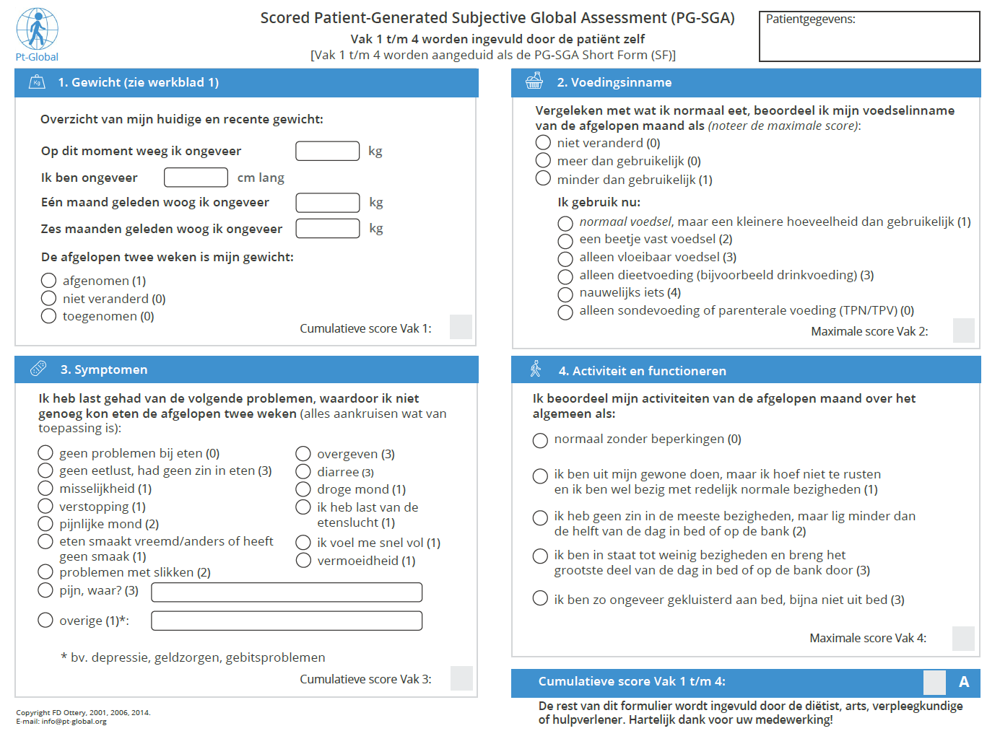 Pt-Global
Scored Patient-Generated Subjective Global Assessment (PG-SGA)
Vak 1 t/m 4 worden ingevuld door de patiënt zelf
[Vak 1 t/m 4 worden aangeduid als de PG-SGA Short Form (SF)]
Patientgegevens:
Kg
1. Gewicht (zie werkblad 1)
Overzicht van mijn huidige en recente gewicht:
Op dit moment weeg ik ongeveer kg
Ik ben ongeveer cm lang
Eén maand geleden woog ik ongeveer kg
Zes maanden geleden woog ik ongeveer kg
De afgelopen twee weken is mijn gewicht:
afgenomen (1)
niet veranderd (0)
toegenomen (0)
Cumulatieve score Vak 1:
2. Voedingsinname
Vergeleken met wat ik normaal eet, beoordeel ik mijn voedselinname
van de afgelopen maand als (noteer de maximale score):
niet veranderd (0)
meer dan gebruikelijk (0)
minder dan gebruikelijk (1)
Ik gebruik nu:
normaal voedsel, maar een kleinere hoeveelheid dan gebruikelijk (1)
een beetje vast voedsel (2)
alleen vloeibaar voedsel (3)
alleen dieetvoeding (bijvoorbeeld drinkvoeding) (3)
nauwelijks iets (4)
alleen sondevoeding of parenterale voeding (TPN/TPV) (0)
Maximale score Vak 2:
3. Symptomen
Ik heb last gehad van de volgende problemen, waardoor ik niet
genoeg kon eten de afgelopen twee weken (alles aankruisen wat van
toepassing is):
geen problemen bij eten (0)
geen eetlust, had geen zin in eten (3)
misselijkheid (1)
verstopping (1)
pijnlijke mond (2)
eten smaakt vreemd/anders of heeft
geen smaak (1)
problemen met slikken (2)
pijn, waar? (3)
overige (1)*:
overgeven (3)
diarree (3)
droge mond (1)
ik heb last van de
etenslucht (1)
ik voel me snel vol (1)
vermoeidheid (1)
* bv. depressie, geldzorgen, gebitsproblemen
Cumulatieve score Vak 3:
4. Activiteit en functioneren
Ik beoordeel mijn activiteiten van de afgelopen maand over het
algemeen als:
normaal zonder beperkingen (0)
ik ben uit mijn gewone doen, maar ik hoef niet te rusten
en ik ben wel bezig met redelijk normale bezigheden (1)
ik heb geen zin in de meeste bezigheden, maar lig minder dan
de helft van de dag in bed of op de bank (2)
ik ben in staat tot weinig bezigheden en breng het
grootste deel van de dag in bed of op de bank door (3)
ik ben zo ongeveer gekluisterd aan bed, bijna niet uit bed (3)
Maximale score Vak 4:
Cumulatieve score Vak 1 t/m 4: A
De rest van dit formulier wordt ingevuld door de diëtist, arts, verpleegkundige
of hulpverlener. Hartelijk dank voor uw medewerking!
Copyright FD Ottery, 2001, 2006, 2014.
E-mail: info@pt-global.org